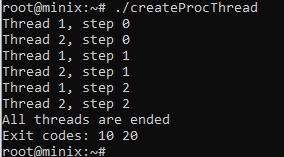 root@minix:~# ./createProcThread
Thread 1, step 0
Thread 2, step 0
Thread 1, step 1
Thread 2, step 1
Thread 1, step 2
Thread 2, step 2
All threads are ended
Exit codes: 10 20
root@minix:~#